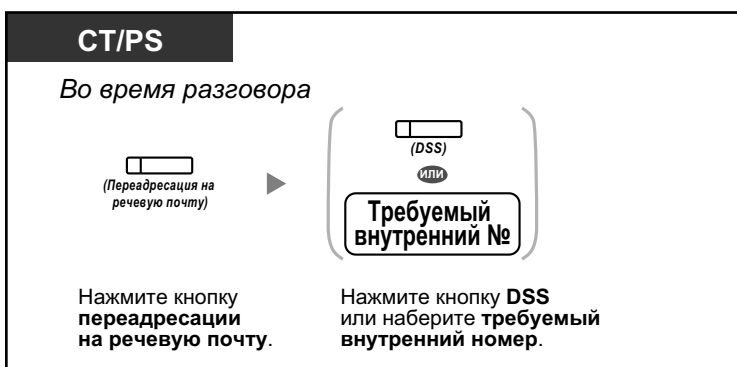 CT/PS
Во время разговора
(Переадресация на
речевую почту)
(DSS)
или
Требуемый
внутренний №
Нажмите кнопку
переадресации
на речевую почту.
Нажмите кнопку DSS
или наберите требуемый
внутренний номер.